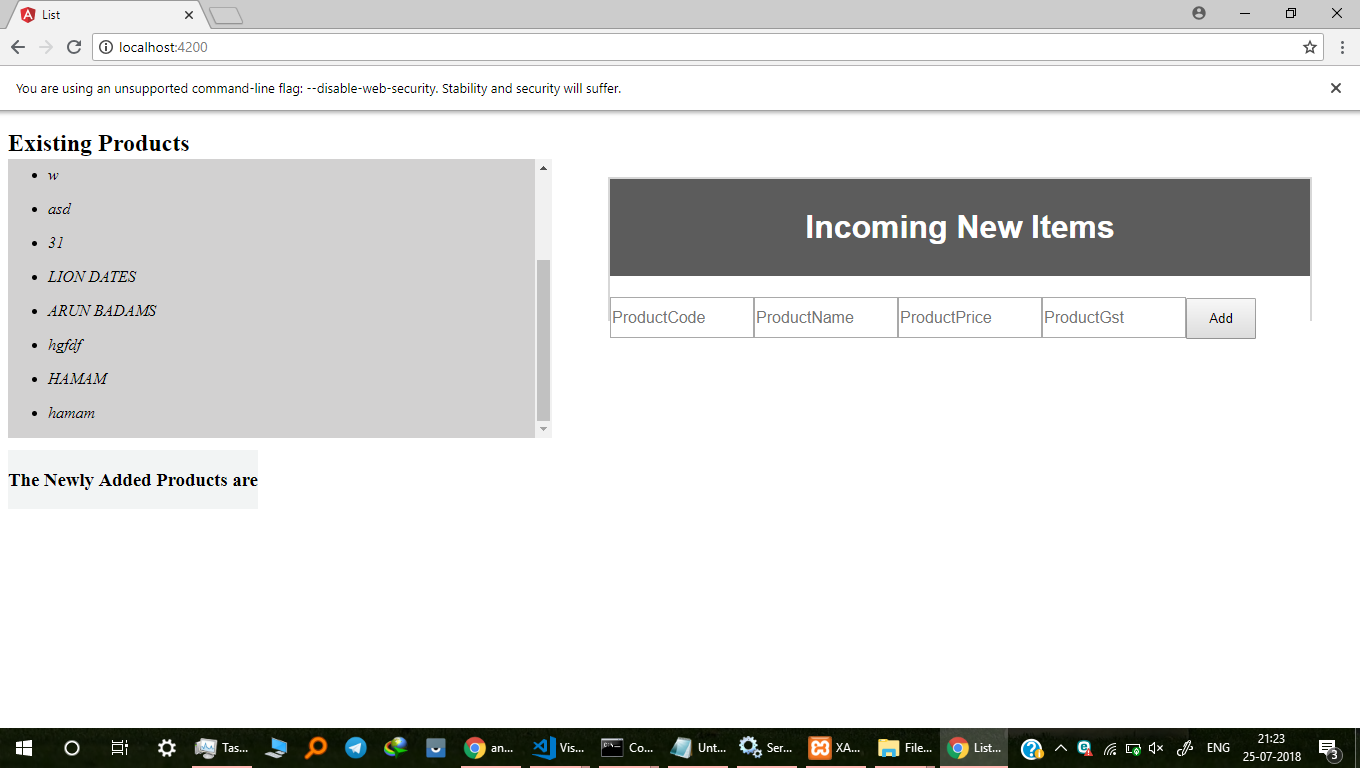 List
localhost:4200
You are using an unsupported command-line flag: --disable-web-security. Stability and security will suffer.
Existing Products
w
asd
31
LION DATES
ARUN BADAMS
hgfdf
HAMAM
hamam
The Newly Added Products are
Incoming New Items
ProductCode ProductName ProductPrice ProductGst Add
Tas... an... Vis... Co... Unt... Ser... XA... File... List... ENG 21:23
25-07-2018 3